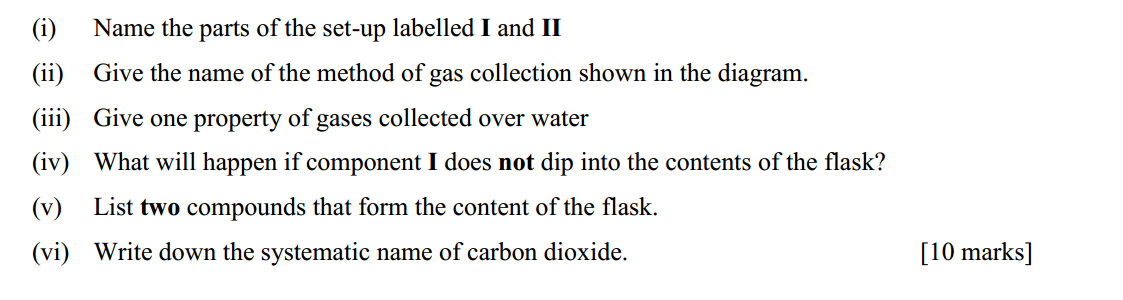 (i) Name the parts of the set-up labelled I and II
(ii) Give the name of the method of gas collection shown in the diagram.
(iii) Give one property of gases collected over water
(iv) What will happen if component I does not dip into the contents of the flask?
(v) List two compounds that form the content of the flask.
(vi) Write down the systematic name of carbon dioxide. [10 marks]